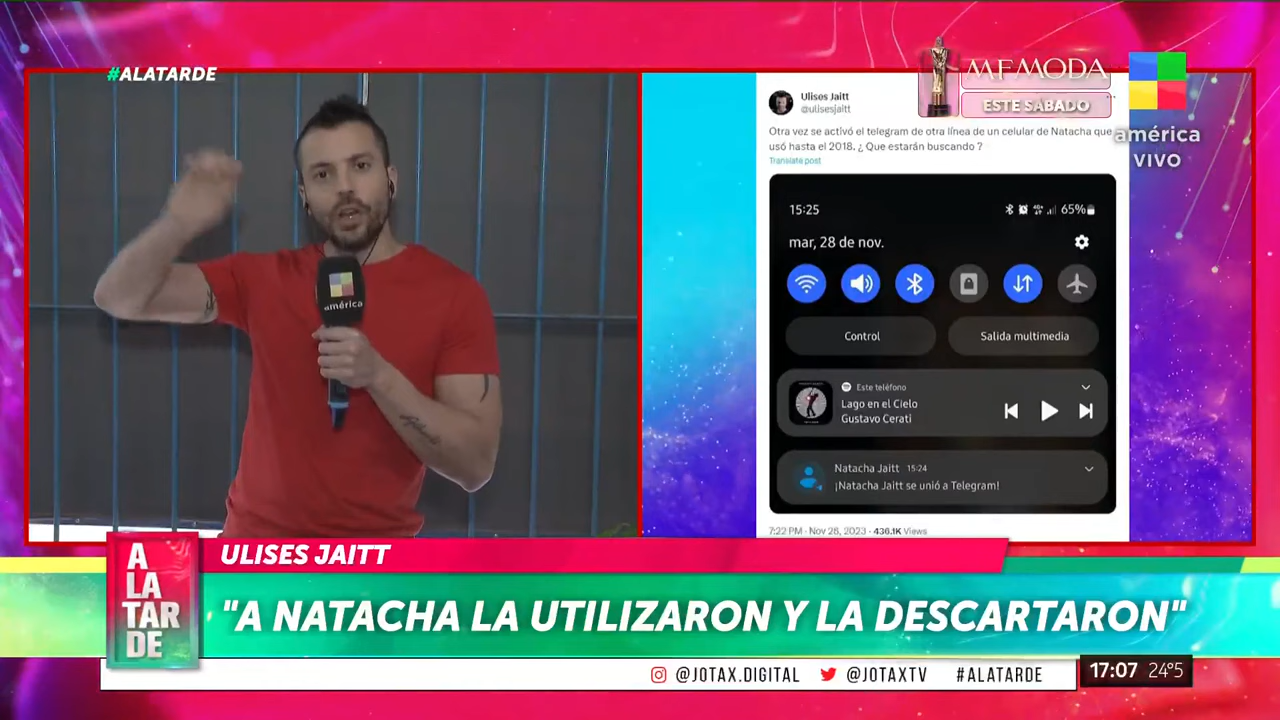 #ALATARDE
MFMODA
ESTE SÁBADO
américa
VIVO
américa
Ulises Jaitt
@ulisesjaitt
Otra vez se activó el telegram de otra línea de un celular de Natacha que
usó hasta el 2018. ¿ Que estarán buscando ?
Translate post
15:25
65%
mar, 28 de nov.
Control
Salida multimedia
Este teléfono
Lago en el Cielo
Gustavo Cerati
Natacha Jaitt 15:24
¡Natacha Jaitt se unió a Telegram!
7:22 PM · Nov 28, 2023 · 436.1K Views
A
LA
TAR
DE
ULISES JAITT
"A NATACHA LA UTILIZARON Y LA DESCARTARON"
@JOTAX.DIGITAL @JOTAXTV #ALATARDE
17:07 24°5